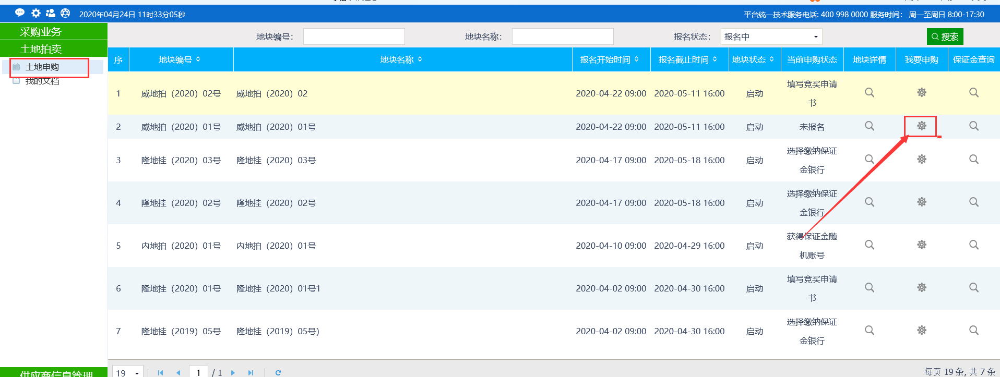 2020年04月24日 11时33分05秒
平台统一技术服务电话: 400 998 0000 服务时间： 周一至周日 8:00-17:30
采购业务
土地拍卖
土地申购
我的文档
供应商信息管理
地块编号： 地块名称： 报名状态： 报名中 搜索
序 地块编号 地块名称 报名开始时间 报名截止时间 地块状态 当前申购状态 地块详情 我要申购 保证金查询
1 威地拍（2020）02号 威地拍（2020）02 2020-04-22 09:00 2020-05-11 16:00 启动 填写竞买申请
书
2 威地拍（2020）01号 威地拍（2020）01号 2020-04-22 09:00 2020-05-11 16:00 启动 未报名
3 隆地挂（2020）03号 隆地挂（2020）03号 2020-04-17 09:00 2020-05-18 16:00 启动 选择缴纳保证
金银行
4 隆地挂（2020）02号 隆地挂（2020）02号 2020-04-17 09:00 2020-05-18 16:00 启动 选择缴纳保证
金银行
5 内地拍（2020）01号 内地拍（2020）01号 2020-04-10 09:00 2020-04-29 16:00 启动 获得保证金随
机账号
6 隆地挂（2020）01号 隆地挂（2020）01号1 2020-04-02 09:00 2020-04-30 16:00 启动 填写竞买申请
书
7 隆地挂（2019）05号 隆地挂（2019）05号） 2020-04-02 09:00 2020-04-30 16:00 启动 选择缴纳保证
金银行
19 1 / 1 每页 19 条, 共 7 条